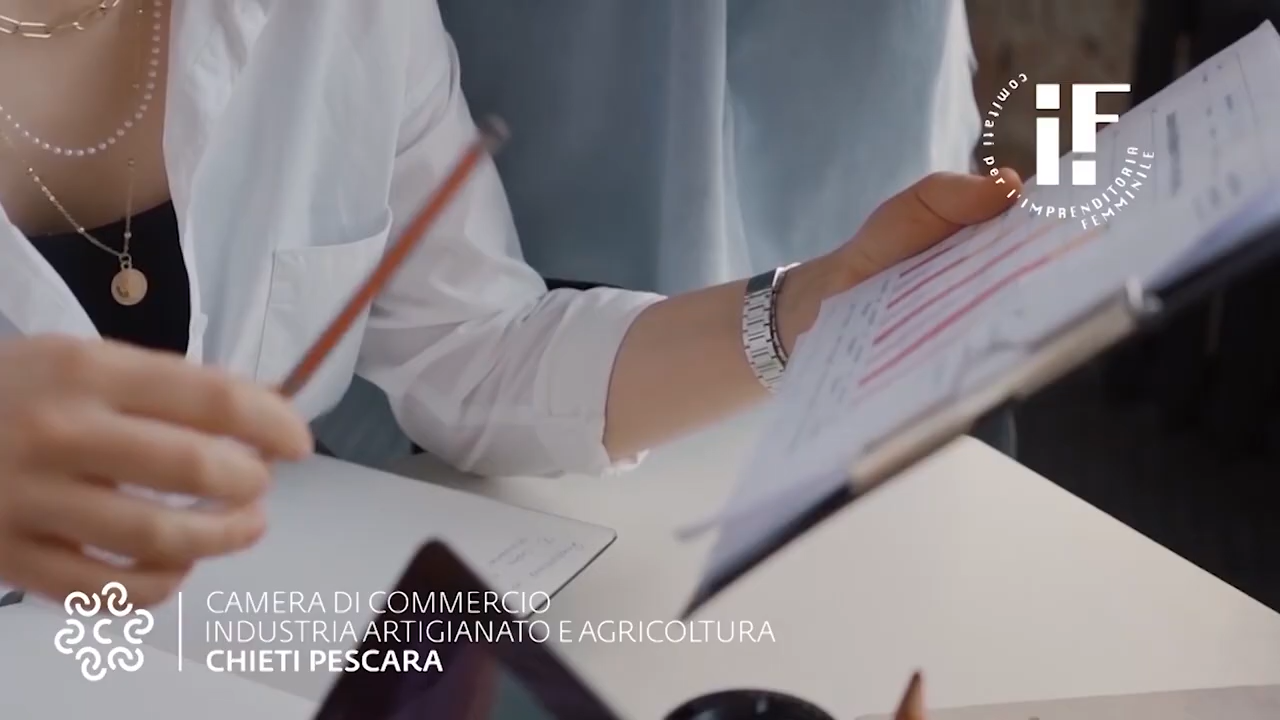 comitati per l'IMPRENDITORIA
FEMMINILE
iF
CAMERA DI COMMERCIO
INDUSTRIA ARTIGIANATO E AGRICOLTURA
CHIETI PESCARA